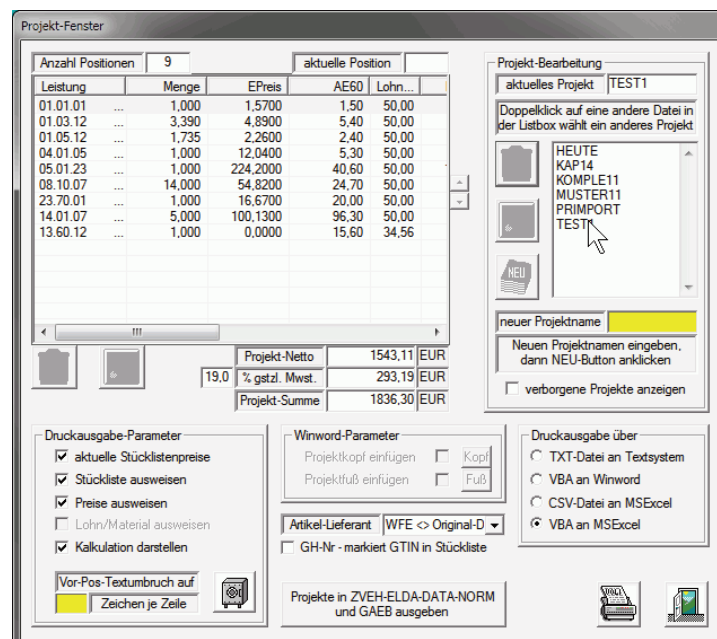 Projekt-Fenster
Anzahl Positionen 9 aktuelle Position
Leistung Menge EPreis AE60 Lohn...
01.01.01 ... 1,000 1,5700 1,50 50,00
01.03.12 ... 3,390 4,8900 5,40 50,00
01.05.12 ... 1,735 2,2600 2,40 50,00
04.01.05 ... 1,000 12,0400 5,30 50,00
05.01.23 ... 1,000 224,2000 40,60 50,00
08.10.07 ... 14,000 54,8200 24,70 50,00
23.70.01 ... 1,000 16,6700 20,00 50,00
14.01.07 ... 5,000 100,1300 96,30 50,00
13.60.12 ... 1,000 0,0000 15,60 34,56
Projekt-Netto 1543,11 EUR
19,0 % gstzl. Mwst. 293,19 EUR
Projekt-Summe 1836,30 EUR
Projekt-Bearbeitung
aktuelles Projekt TEST1
Doppelklick auf eine andere Datei in
der Listbox wählt ein anderes Projekt
HEUTE
KAP14
KOMPLE11
MUSTER11
PRIMPORT
TEST1
NEU
neuer Projektname
Neuen Projektnamen eingeben,
dann NEU-Button anklicken
verborgene Projekte anzeigen
Druckausgabe-Parameter
aktuelle Stücklistenpreise
Stückliste ausweisen
Preise ausweisen
Lohn/Material ausweisen
Kalkulation darstellen
Vor-Pos-Textumbruch auf
Zeichen je Zeile
Winword-Parameter
Projektkopf einfügen Kopf
Projektfuß einfügen Fuß
Artikel-Lieferant WFE <> Original-D
GH-Nr - markiert GTIN in Stückliste
Projekte in ZVEH-ELDA-DATA-NORM
und GAEB ausgeben
Druckausgabe über
TXT-Datei an Textsystem
VBA an Winword
CSV-Datei an MSExcel
VBA an MSExcel